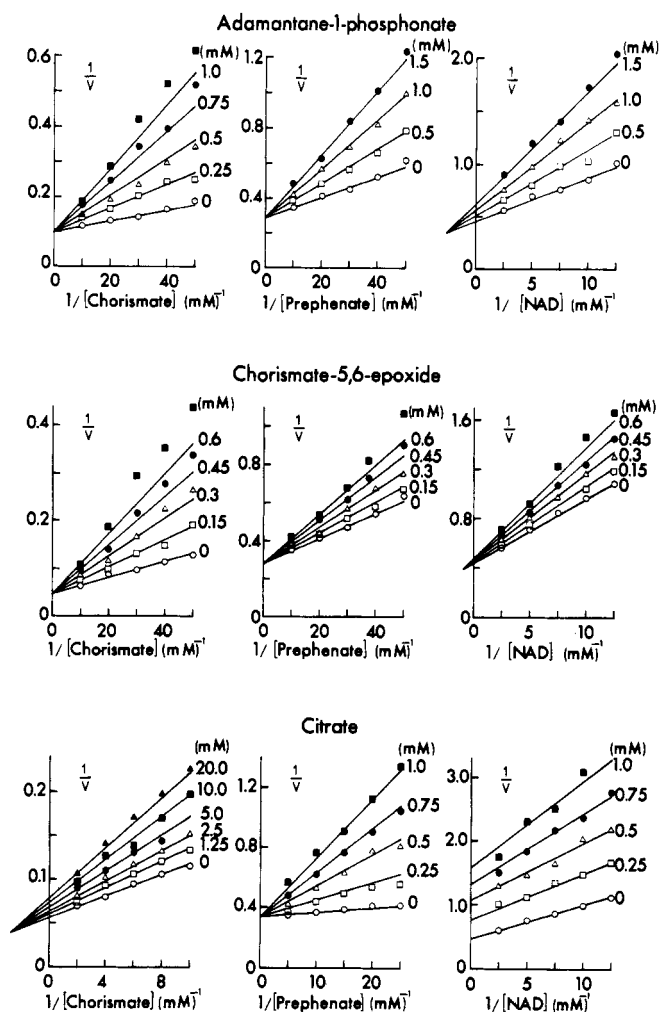 Adamantane-1-phosphonate
0.6
0.4
0.2
0
1
V
(mM)
1.0
0.75
0.5
0.25
0
0 20 40
1/ [Chorismate] (mM)⁻¹
1.2
0.8
0.4
0
1
V
(mM)
1.5
1.0
0.5
0
0 10 20 30 40 50
1/ [Prephenate] (mM)⁻¹
2.0
1.0
0
1
V
(mM)
1.5
1.0
0.5
0
0 5 10
1/ [NAD] (mM)⁻¹
Chorismate-5,6-epoxide
0.4
0.2
0
1
V
(mM)
0.6
0.45
0.3
0.15
0
0 20 40
1/ [Chorismate] (mM)⁻¹
0.8
0.4
0
1
V
(mM)
0.6
0.45
0.3
0.15
0
0 10 20 30 40
1/ [Prephenate] (mM)⁻¹
1.6
0.8
0
1
V
(mM)
0.6
0.45
0.3
0.15
0
0 5 10
1/ [NAD] (mM)⁻¹
Citrate
0.2
0.1
0
1
V
(mM)
20.0
10.0
5.0
2.5
1.25
0
0 4 8
1/[Chorismate] (mM)⁻¹
1.2
0.8
0.4
0
1
V
(mM)
1.0
0.75
0.5
0.25
0
0 10 20
1/[Prephenate] (mM)⁻¹
3.0
2.0
1.0
0
1
V
(mM)
1.0
0.75
0.5
0.25
0
0 5 10
1/[NAD] (mM)⁻¹